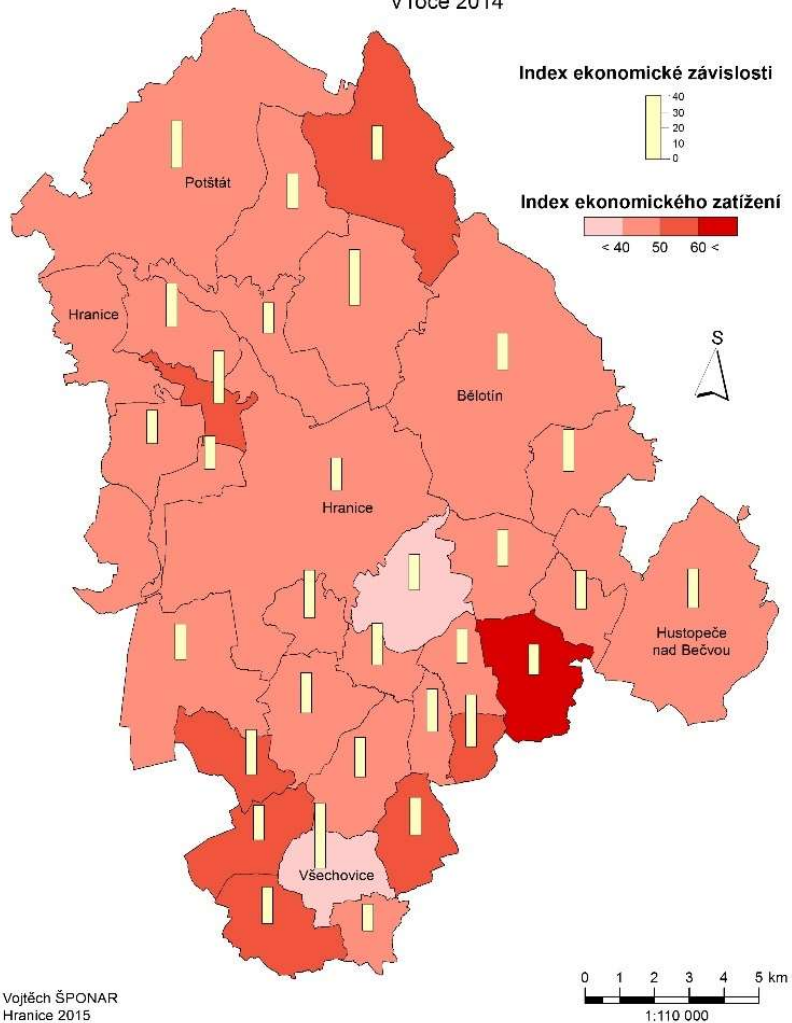 v roce 2014
Index ekonomické závislosti
40
30
20
10
0
Index ekonomického zatížení
< 40 50 60 <
S
Potštát
Hranice
Bělotín
Hranice
Hustopeče
nad Bečvou
Všechovice
0 1 2 3 4 5 km
1:110 000
Vojtěch ŠPONAR
Hranice 2015